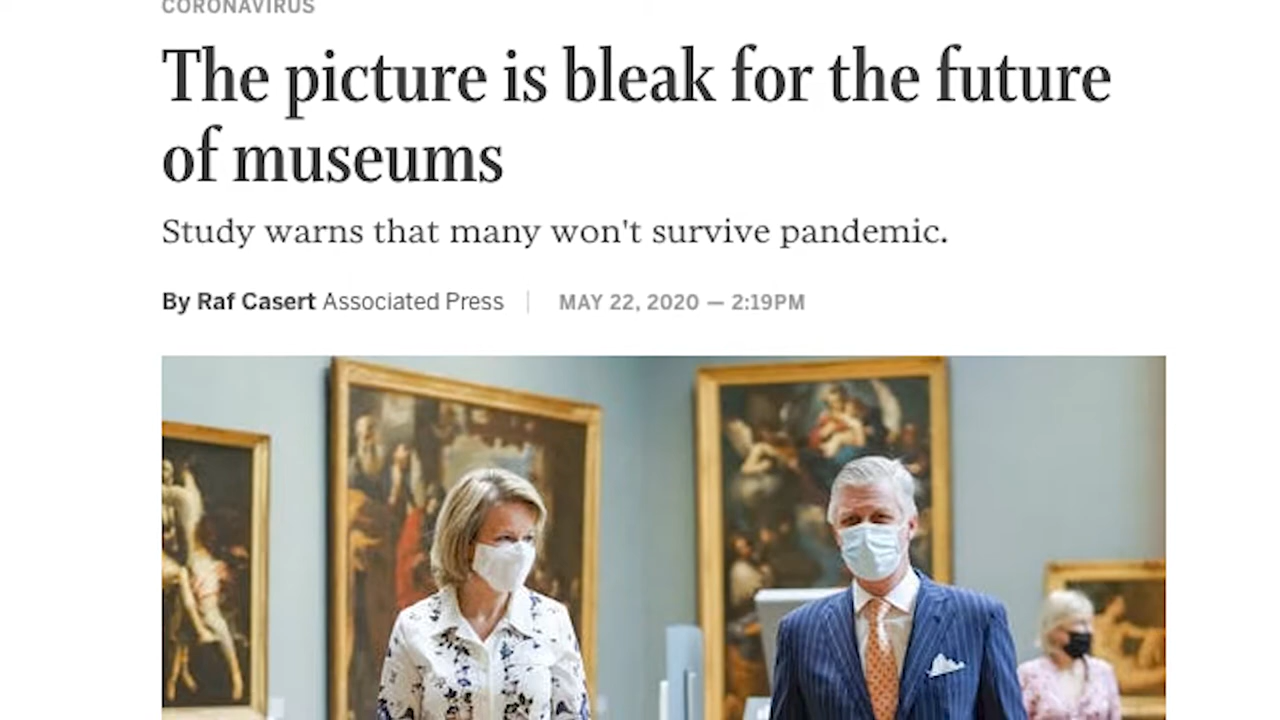 CORONAVIRUS
The picture is bleak for the future
of museums
Study warns that many won't survive pandemic.
By Raf Casert Associated Press | MAY 22, 2020 — 2:19PM